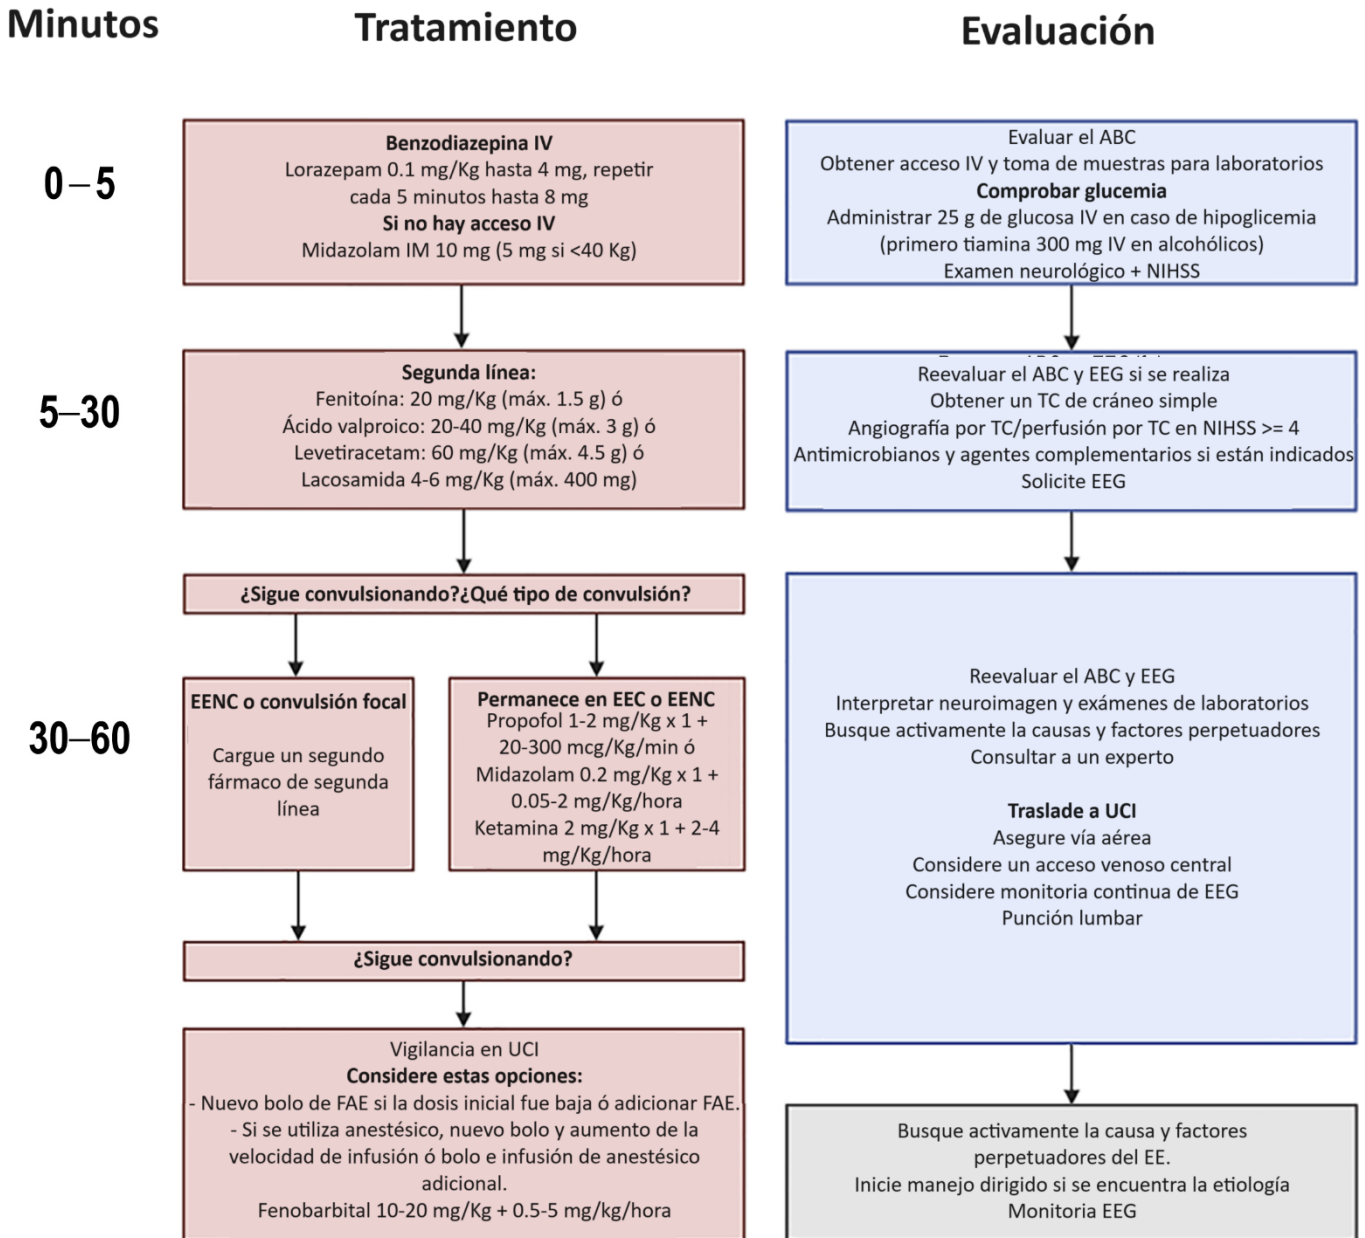 Minutos
Tratamiento
Evaluación
0–5
Benzodiazepina IV
Lorazepam 0.1 mg/Kg hasta 4 mg, repetir
cada 5 minutos hasta 8 mg
Si no hay acceso IV
Midazolam IM 10 mg (5 mg si <40 Kg)
Evaluar el ABC
Obtener acceso IV y toma de muestras para laboratorios
Comprobar glucemia
Administrar 25 g de glucosa IV en caso de hipoglicemia
(primero tiamina 300 mg IV en alcohólicos)
Examen neurológico + NIHSS
5–30
Segunda línea:
Fenitoína: 20 mg/Kg (máx. 1.5 g) ó
Ácido valproico: 20-40 mg/Kg (máx. 3 g) ó
Levetiracetam: 60 mg/Kg (máx. 4.5 g) ó
Lacosamida 4-6 mg/Kg (máx. 400 mg)
Reevaluar el ABC y EEG si se realiza
Obtener un TC de cráneo simple
Angiografía por TC/perfusión por TC en NIHSS >= 4
Antimicrobianos y agentes complementarios si están indicados
Solicite EEG
¿Sigue convulsionando?¿Qué tipo de convulsión?
30–60
EENC o convulsión focal
Cargue un segundo
fármaco de segunda
línea
Permanece en EEC o EENC
Propofol 1-2 mg/Kg x 1 +
20-300 mcg/Kg/min ó
Midazolam 0.2 mg/Kg x 1 +
0.05-2 mg/Kg/hora
Ketamina 2 mg/Kg x 1 + 2-4
mg/Kg/hora
Reevaluar el ABC y EEG
Interpretar neuroimagen y exámenes de laboratorios
Busque activamente la causas y factores perpetuadores
Consultar a un experto
Traslade a UCI
Asegure vía aérea
Considere un acceso venoso central
Considere monitoria continua de EEG
Punción lumbar
¿Sigue convulsionando?
Vigilancia en UCI
Considere estas opciones:
- Nuevo bolo de FAE si la dosis inicial fue baja ó adicionar FAE.
- Si se utiliza anestésico, nuevo bolo y aumento de la
velocidad de infusión ó bolo e infusión de anestésico
adicional.
Fenobarbital 10-20 mg/Kg + 0.5-5 mg/kg/hora
Busque activamente la causa y factores
perpetuadores del EE.
Inicie manejo dirigido si se encuentra la etiología
Monitoria EEG